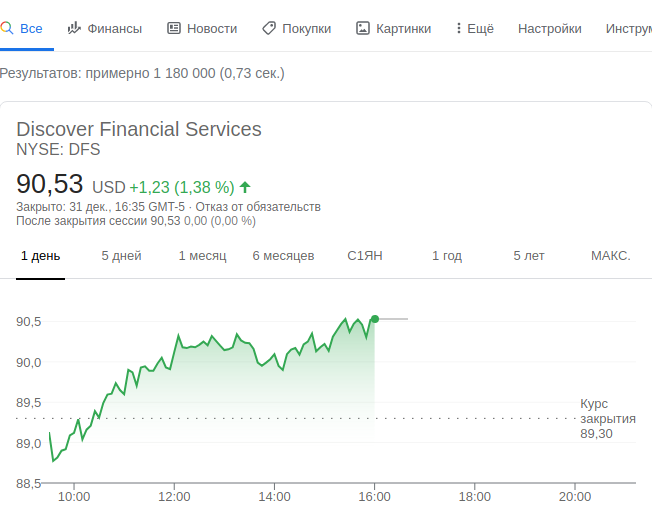 Все Финансы Новости Покупки Картинки Ещё Настройки Инструм
Результатов: примерно 1 180 000 (0,73 сек.)
Discover Financial Services
NYSE: DFS
90,53 USD +1,23 (1,38 %)
Закрыто: 31 дек., 16:35 GMT-5 · Отказ от обязательств
После закрытия сессии 90,53 0,00 (0,00 %)
1 день 5 дней 1 месяц 6 месяцев С1ЯН 1 год 5 лет МАКС.
90,5
90,0
89,5
Курс
закрытия
89,30
89,0
88,5
10:00 12:00 14:00 16:00 18:00 20:00